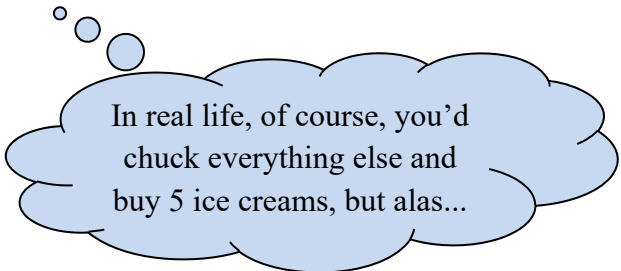 In real life, of course, you’d
chuck everything else and
buy 5 ice creams, but alas...